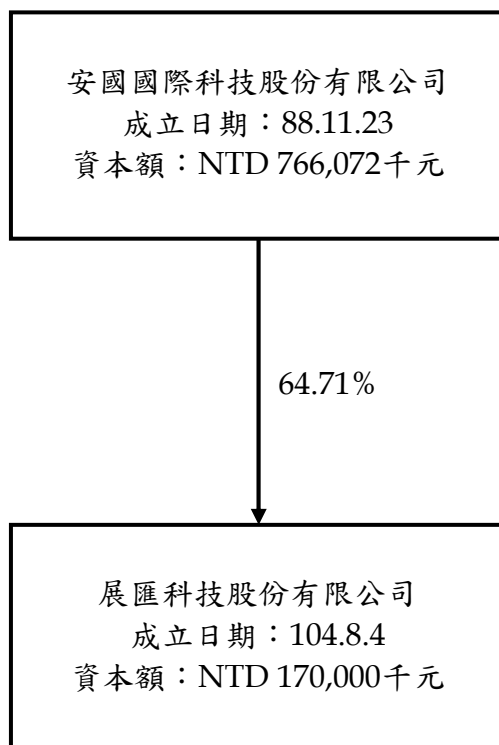 安國國際科技股份有限公司
成立日期：88.11.23
資本額：NTD 766,072千元
64.71%
展匯科技股份有限公司
成立日期：104.8.4
資本額：NTD 170,000千元